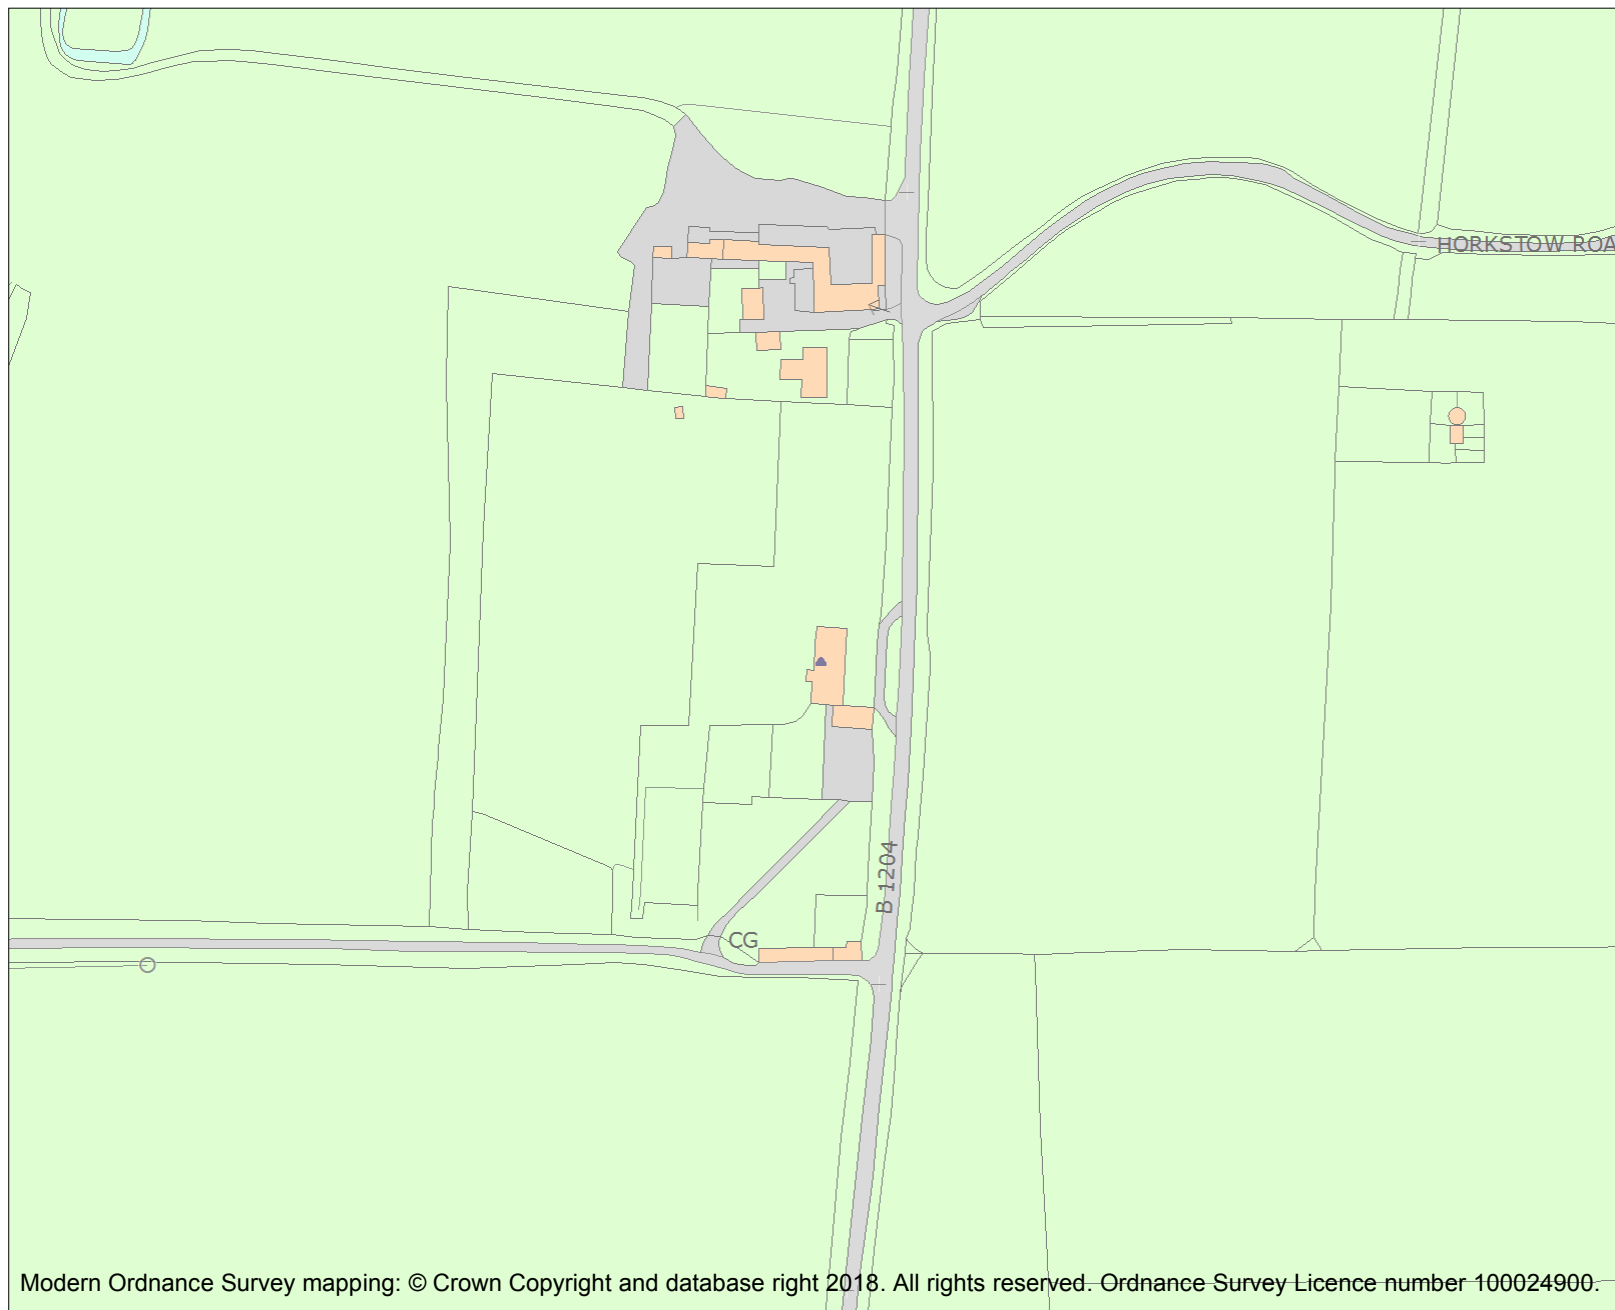 HORKSTOW ROA
B 1204
CG
Modern Ordnance Survey mapping: © Crown Copyright and database right 2018. All rights reserved. Ordnance Survey Licence number 100024900.